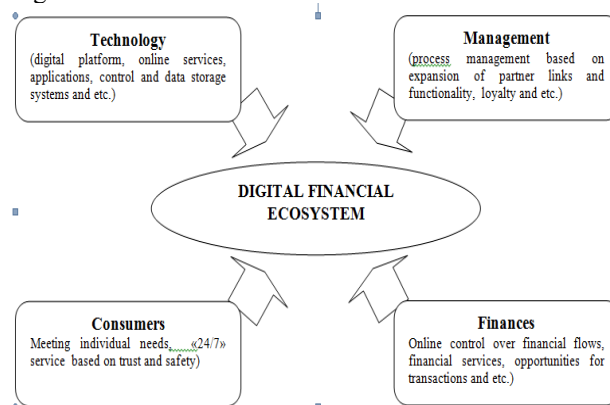 Technology
(digital platform, online services,
applications, control and data storage
systems and etc.)
Management
(process management based on
expansion of partner links and
functionality, loyalty and etc.)
DIGITAL FINANCIAL
ECOSYSTEM
Consumers
Meeting individual needs, «24/7»
service based on trust and safety)
Finances
Online control over financial flows,
financial services, opportunities for
transactions and etc.)